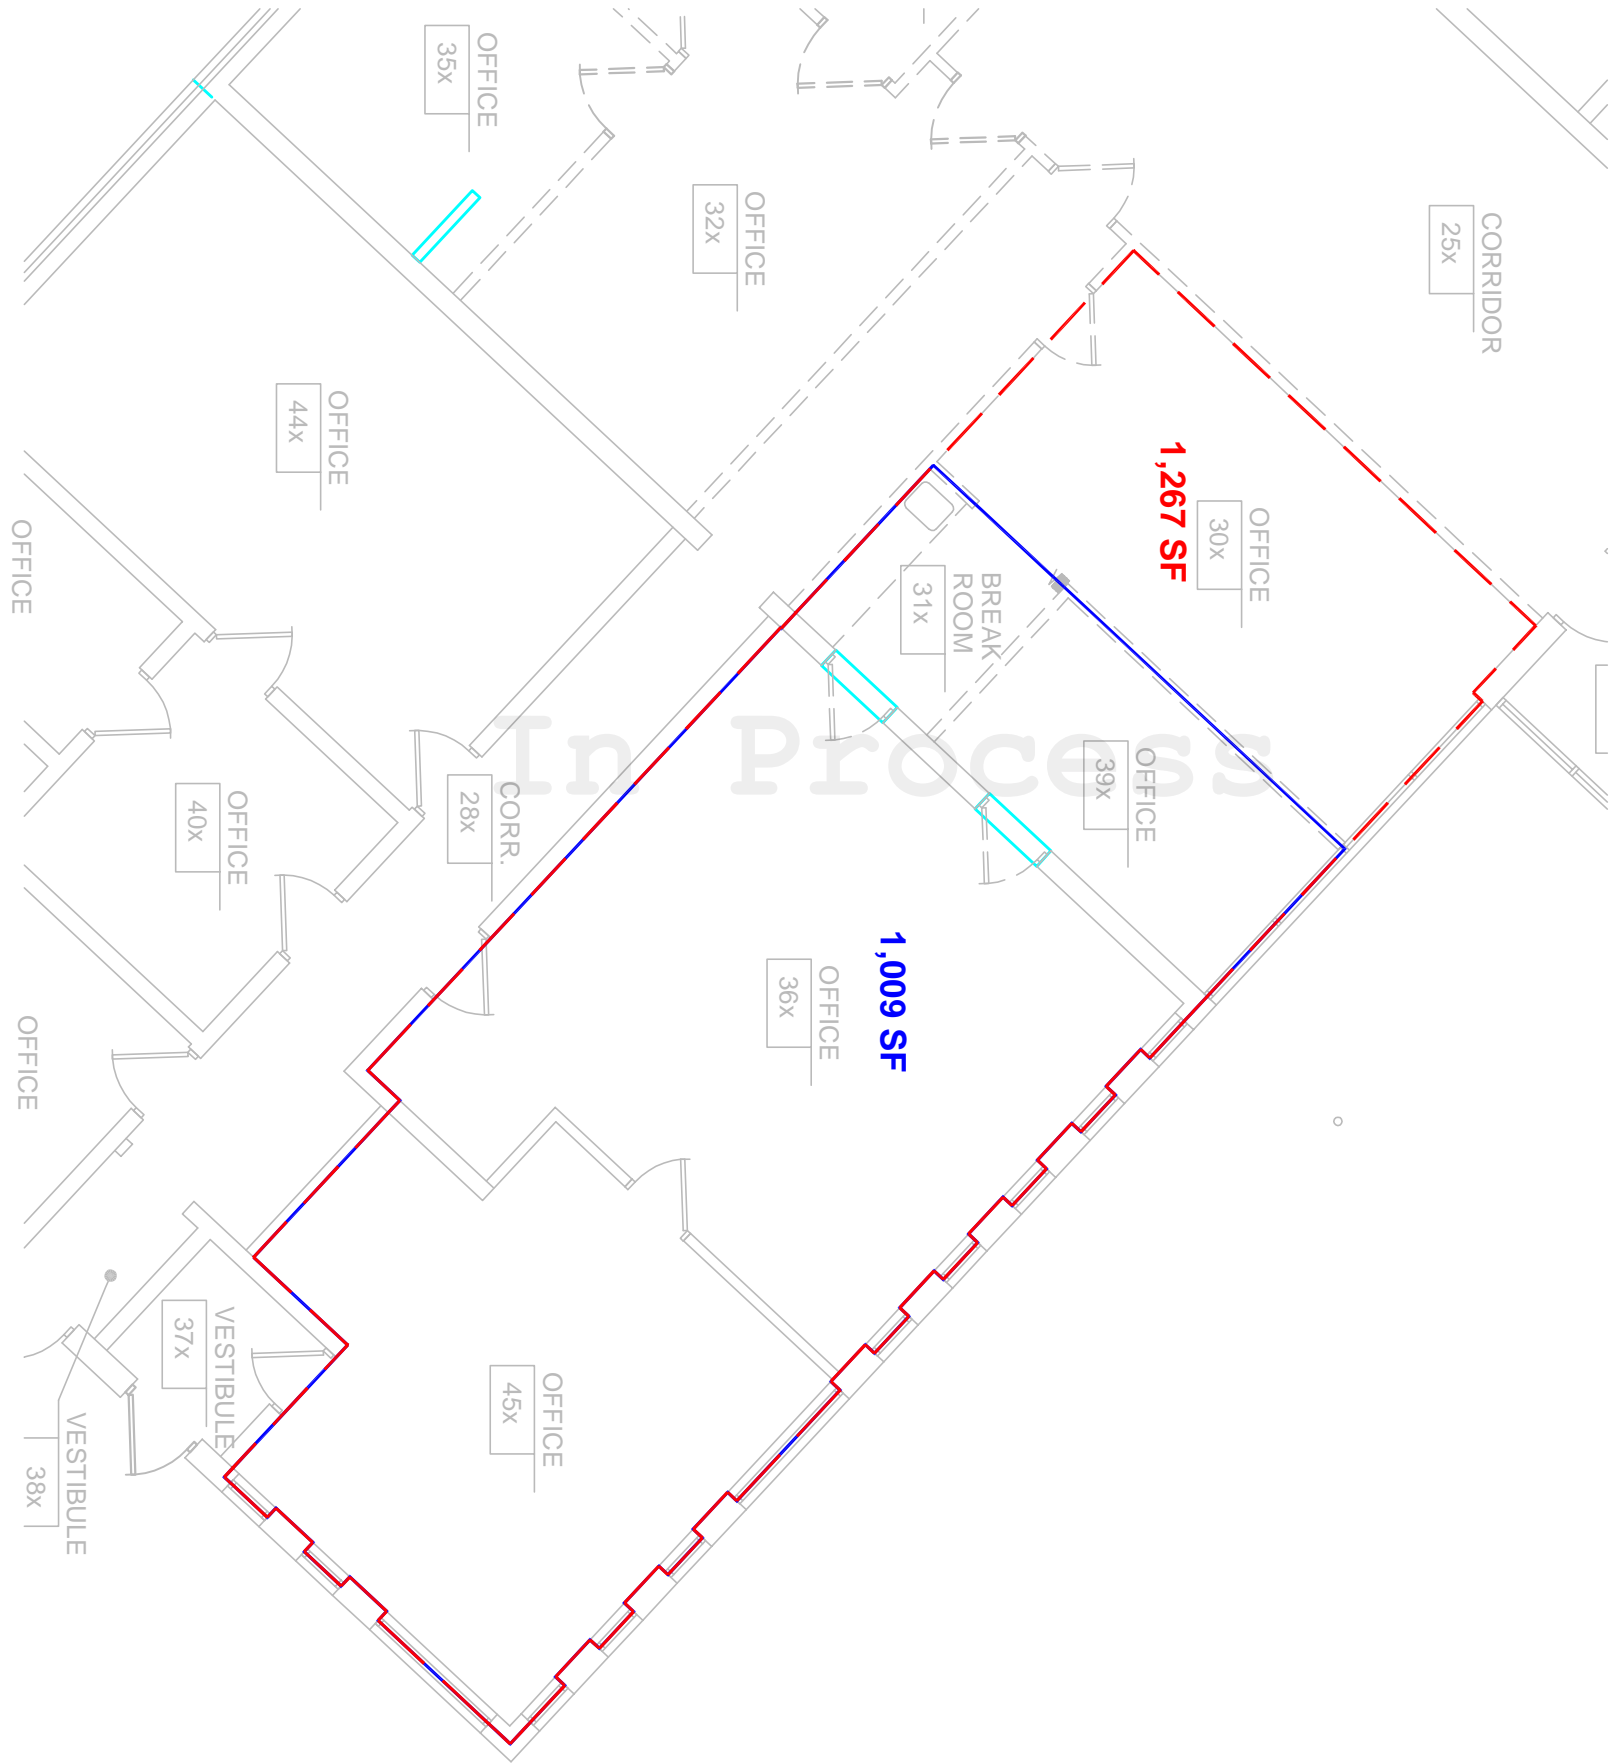 OFFICE
35x
OFFICE
32x
CORRIDOR
25x
OFFICE
44x
1,267 SF
OFFICE
30x
OFFICE
BREAK
ROOM
31x
OFFICE
39x
In Process
CORR.
28x
OFFICE
40x
1,009 SF
OFFICE
36x
OFFICE
VESTIBULE
37x
OFFICE
45x
VESTIBULE
38x